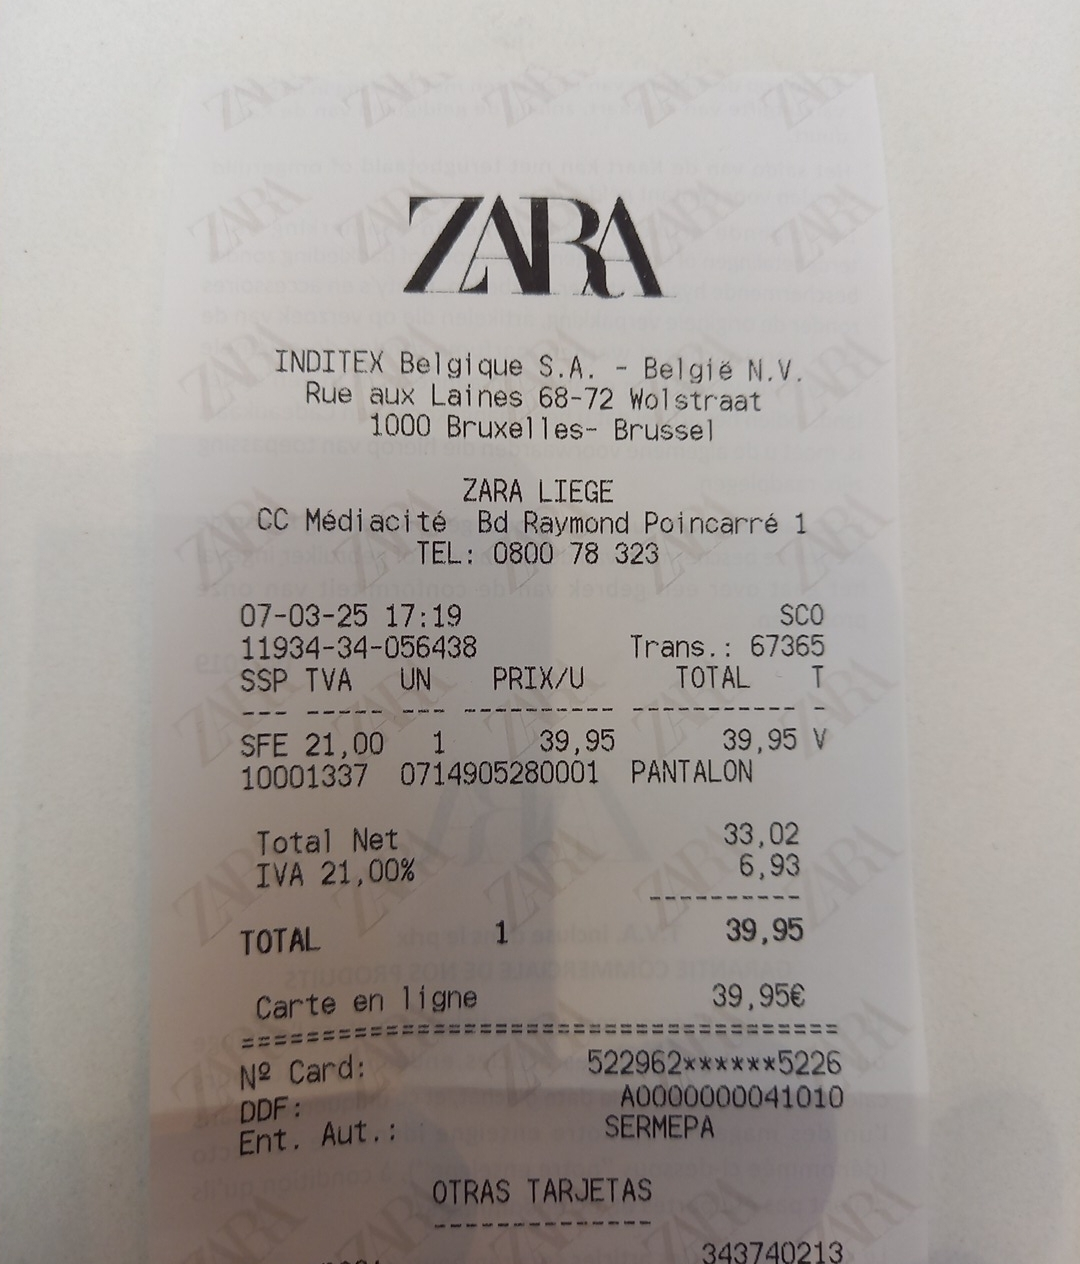 ZARA
INDITEX Belgique S.A. - België N.V.
Rue aux Laines 68-72 Wolstraat
1000 Bruxelles- Brussel
ZARA LIEGE
CC Médiacité Bd Raymond Poincarré 1
TEL: 0800 78 323
07-03-25 17:19 SCO
11934-34-056438 Trans.: 67365
SSP TVA UN PRIX/U TOTAL T
--- ----- --- ---------- ----------- -
SFE 21,00 1 39,95 39,95 V
10001337 0714905280001 PANTALON
Total Net 33,02
IVA 21,00% 6,93
----------
TOTAL 1 39,95
Carte en ligne 39,95€
======================================
Nº Card: 522962******5226
DDF: A0000000041010
Ent. Aut.: SERMEPA
OTRAS TARJETAS
--------------
343740213